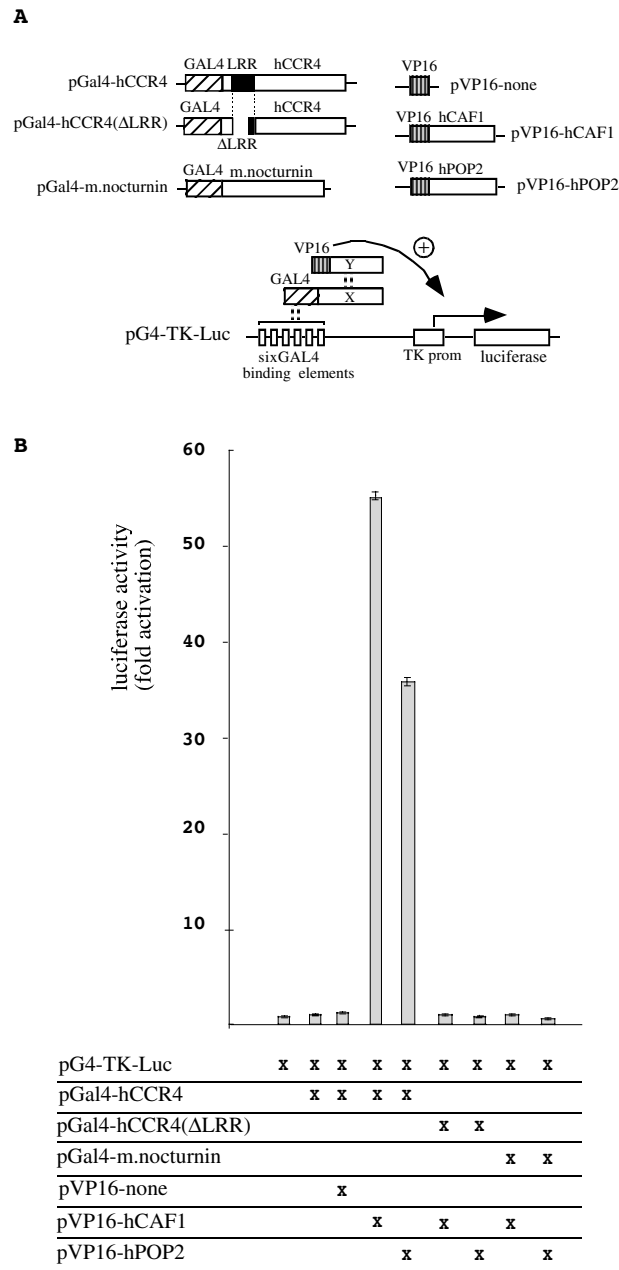 A
GAL4 LRR hCCR4
pGal4-hCCR4
VP16
pVP16-none
GAL4 hCCR4
pGal4-hCCR4(ΔLRR)
ΔLRR
VP16 hCAF1
pVP16-hCAF1
GAL4 m.nocturnin
pGal4-m.nocturnin
VP16 hPOP2
pVP16-hPOP2
VP16
+
Y
GAL4
X
pG4-TK-Luc
sixGAL4
binding elements
TK prom
luciferase
B
luciferase activity
(fold activation)
60
50
40
30
20
10
pG4-TK-Luc x x x x x x x x x
pGal4-hCCR4 x x x x
pGal4-hCCR4(ΔLRR) x x
pGal4-m.nocturnin x x
pVP16-none x
pVP16-hCAF1 x x x
pVP16-hPOP2 x x x